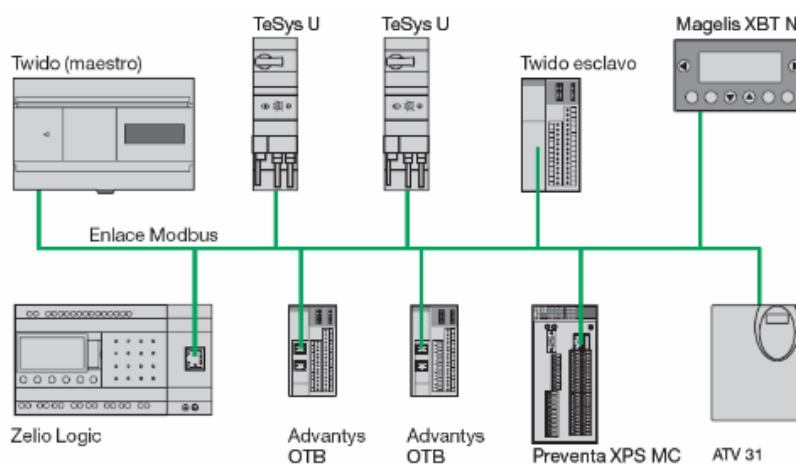 TeSys U
TeSys U
Magelis XBT N
Twido (maestro)
Twido esclavo
Enlace Modbus
Zelio Logic
Advantys
OTB
Advantys
OTB
Preventa XPS MC
ATV 31